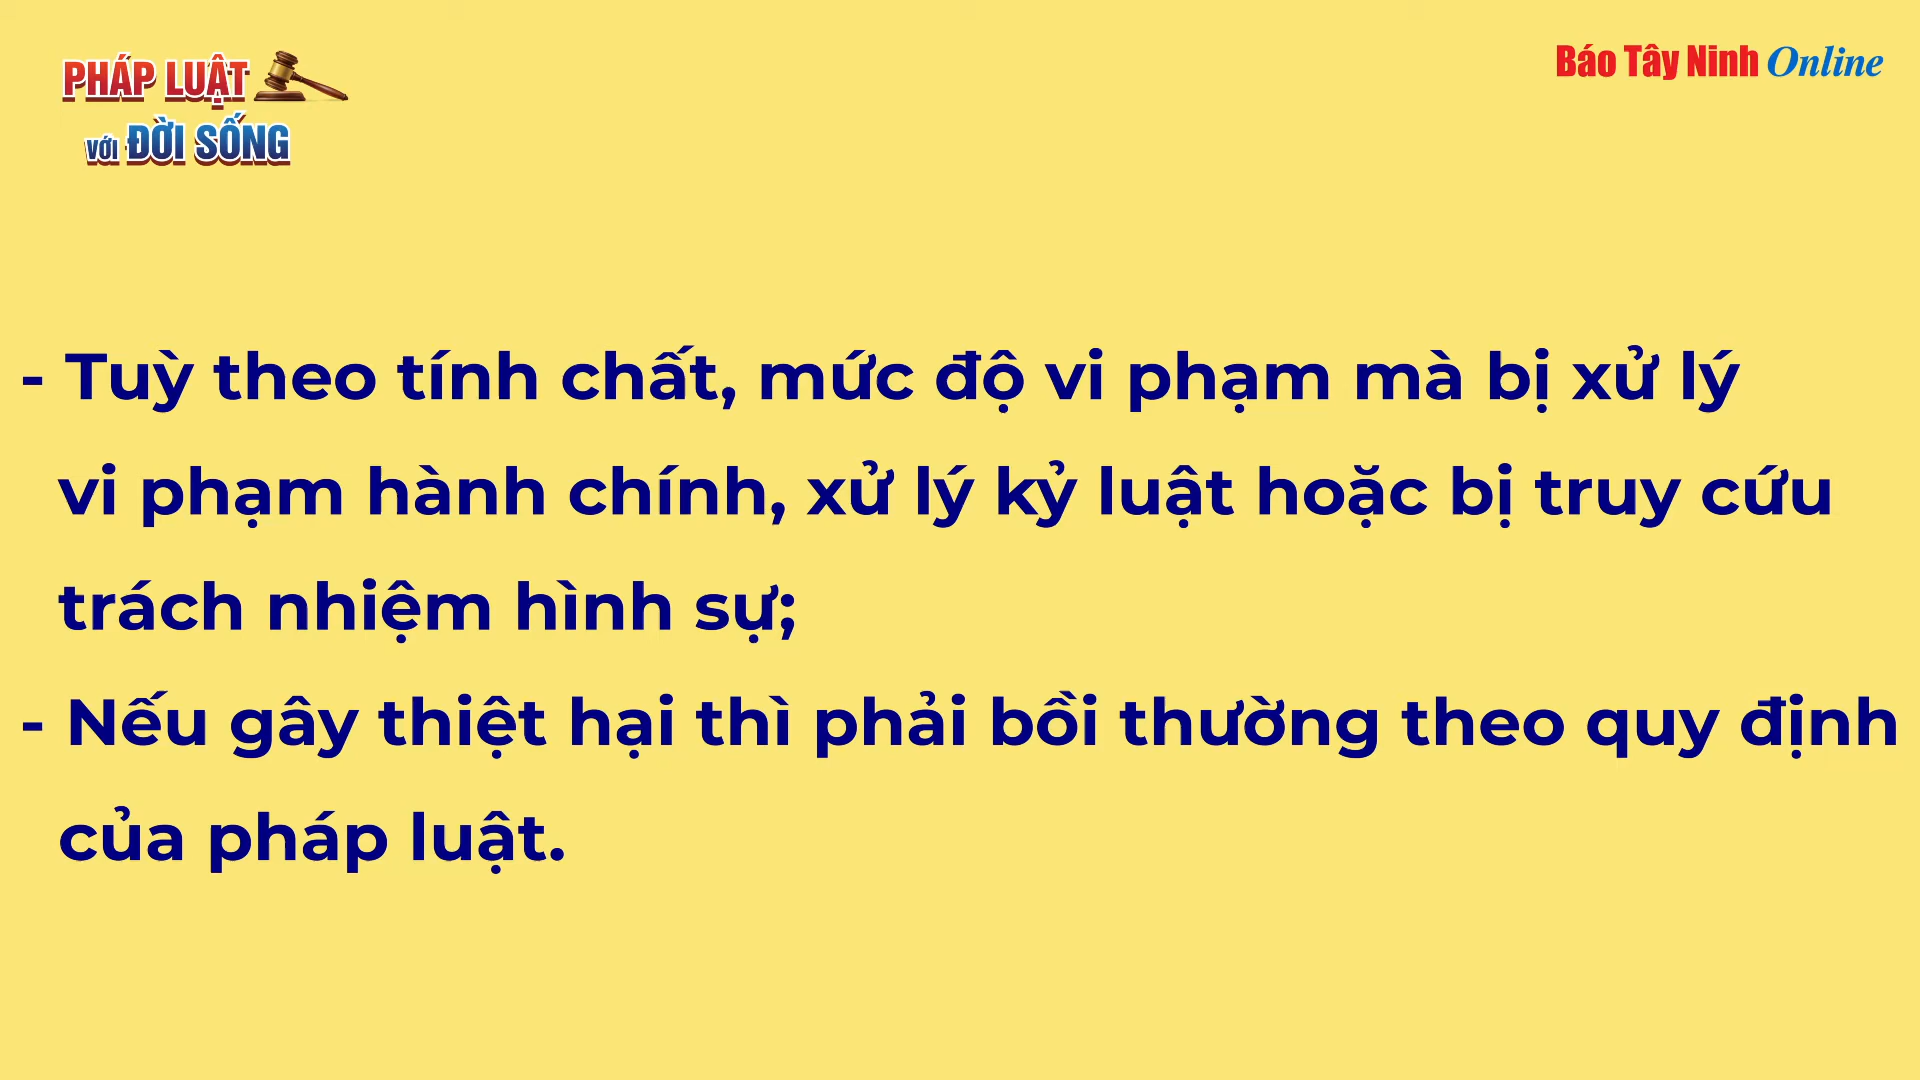 PHÁP LUẬT
với ĐỜI SỐNG
Báo Tây Ninh Online
- Tuỳ theo tính chất, mức độ vi phạm mà bị xử lý
vi phạm hành chính, xử lý kỷ luật hoặc bị truy cứu
trách nhiệm hình sự;
- Nếu gây thiệt hại thì phải bồi thường theo quy định
của pháp luật.